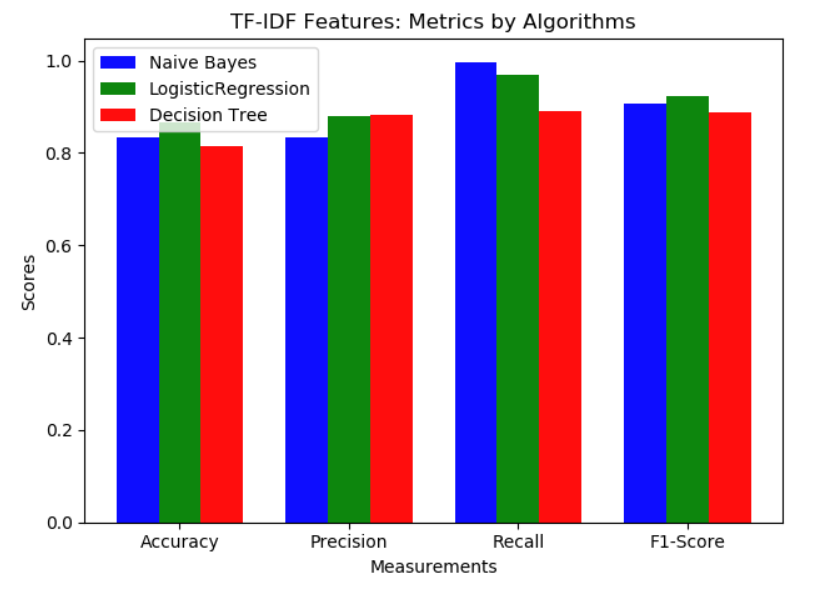 TF-IDF Features: Metrics by Algorithms
Naive Bayes
LogisticRegression
Decision Tree
1.0
0.8
0.6
0.4
0.2
0.0
Scores
Accuracy Precision Recall F1-Score
Measurements